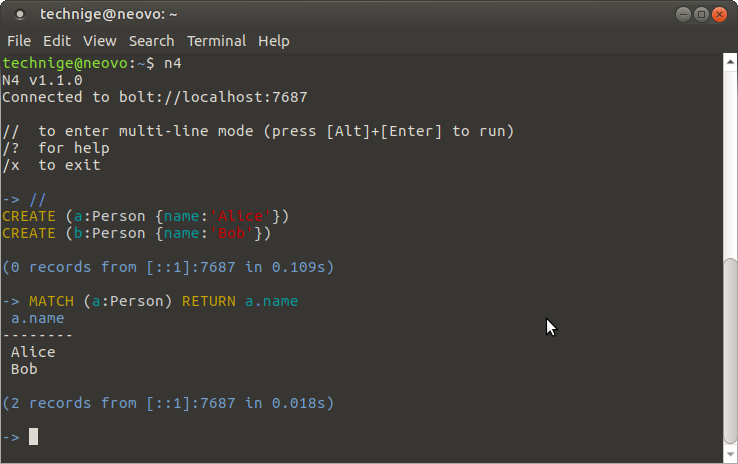 technige@neovo: ~
File Edit View Search Terminal Help
technige@neovo:~$ n4
N4 v1.1.0
Connected to bolt://localhost:7687
//  to enter multi-line mode (press [Alt]+[Enter] to run)
/?  for help
/x  to exit
-> //
CREATE (a:Person {name:'Alice'})
CREATE (b:Person {name:'Bob'})
(0 records from [::1]:7687 in 0.109s)
-> MATCH (a:Person) RETURN a.name
a.name
--------
Alice
Bob
(2 records from [::1]:7687 in 0.018s)
->